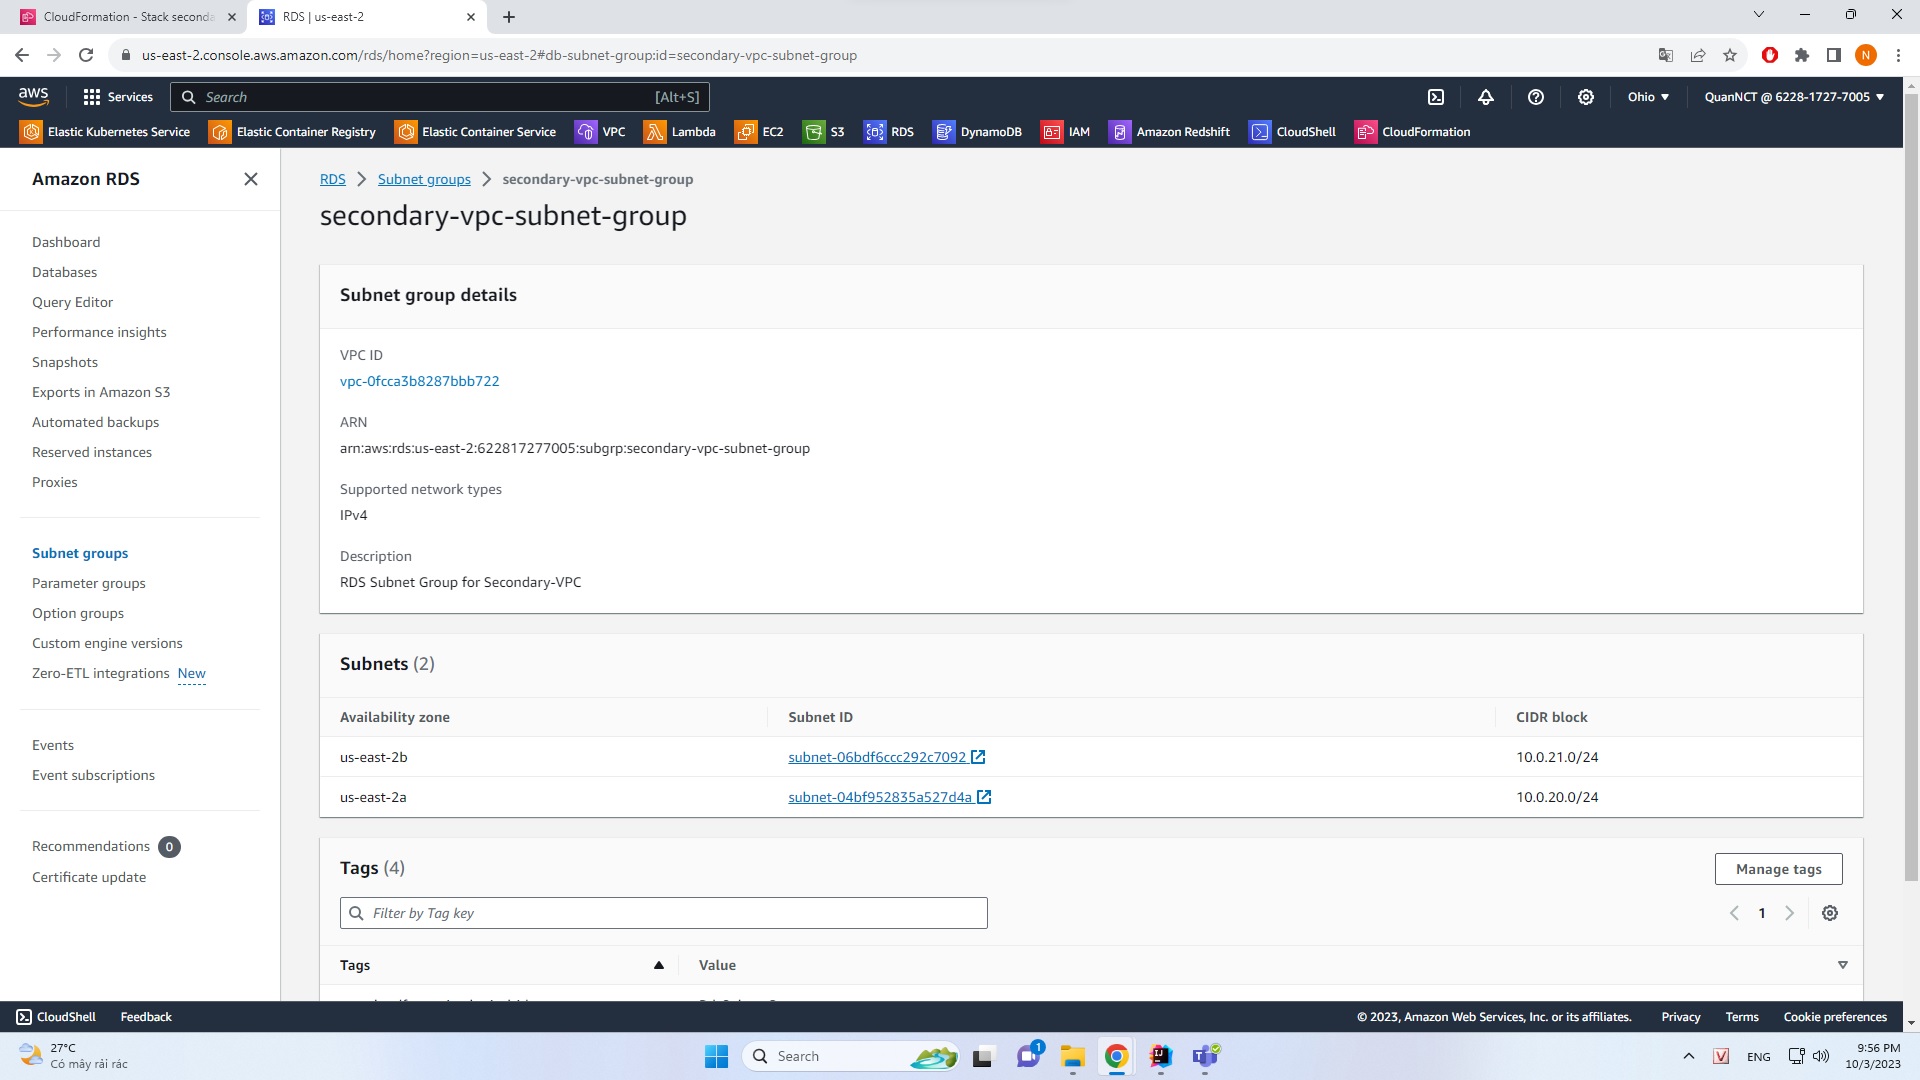 CloudFormation - Stack seconda
RDS | us-east-2
us-east-2.console.aws.amazon.com/rds/home?region=us-east-2#db-subnet-group:id=secondary-vpc-subnet-group
N
aws
Services
Search
[Alt+S]
Ohio
QuanNCT @ 6228-1727-7005
Elastic Kubernetes Service
Elastic Container Registry
Elastic Container Service
VPC
Lambda
EC2
S3
RDS
DynamoDB
IAM
Amazon Redshift
CloudShell
CloudFormation
Amazon RDS
Dashboard
Databases
Query Editor
Performance insights
Snapshots
Exports in Amazon S3
Automated backups
Reserved instances
Proxies
Subnet groups
Parameter groups
Option groups
Custom engine versions
Zero-ETL integrations New
Events
Event subscriptions
Recommendations 0
Certificate update
RDS > Subnet groups > secondary-vpc-subnet-group
secondary-vpc-subnet-group
Subnet group details
VPC ID
vpc-0fcca3b8287bbb722
ARN
arn:aws:rds:us-east-2:622817277005:subgrp:secondary-vpc-subnet-group
Supported network types
IPv4
Description
RDS Subnet Group for Secondary-VPC
Subnets (2)
Availability zone Subnet ID CIDR block
us-east-2b subnet-06bdf6ccc292c7092 10.0.21.0/24
us-east-2a subnet-04bf952835a527d4a 10.0.20.0/24
Tags (4)
Manage tags
Filter by Tag key
1
Tags Value
CloudShell
Feedback
© 2023, Amazon Web Services, Inc. or its affiliates.
Privacy
Terms
Cookie preferences
27°C
Có mây rải rác
Search
1
V
ENG
9:56 PM
10/3/2023